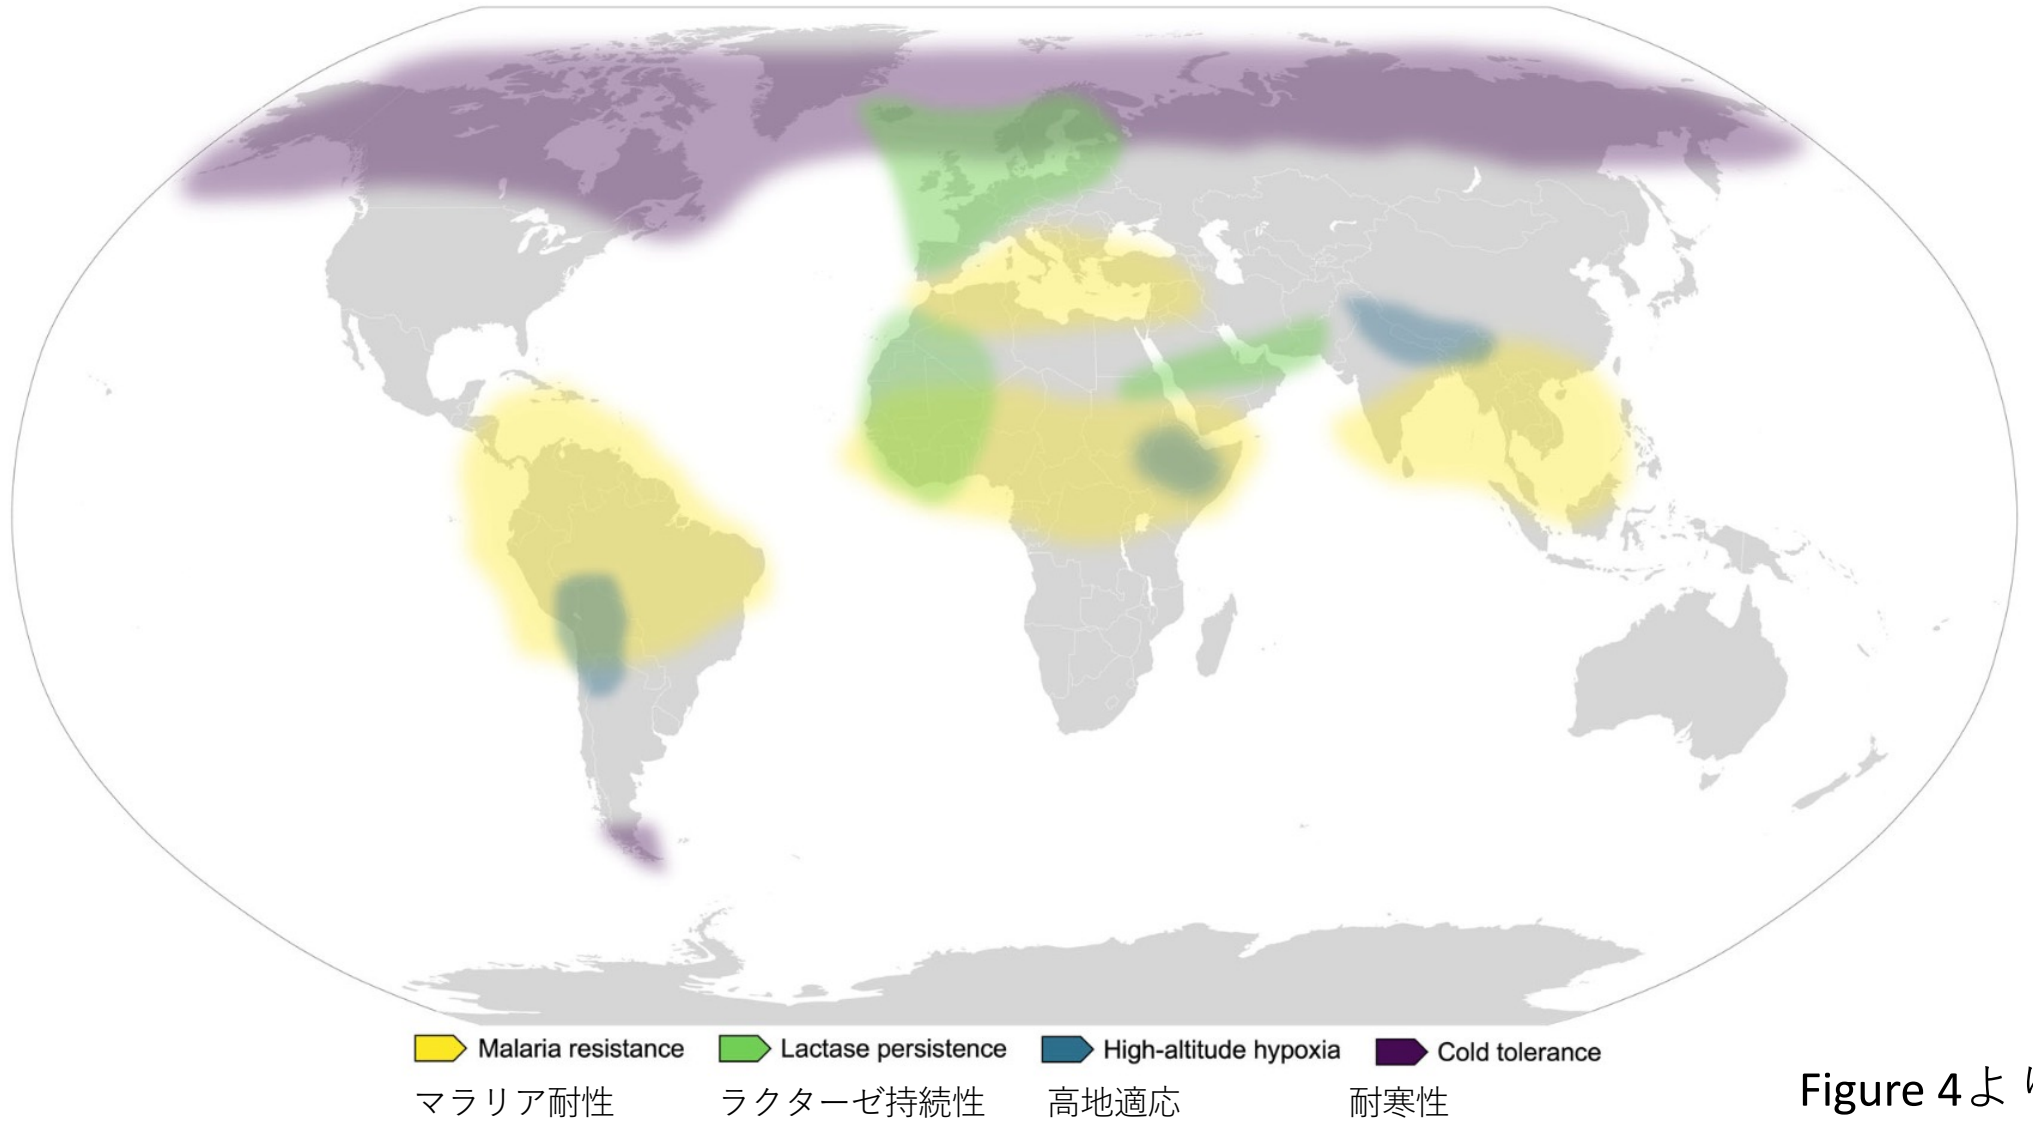 Malaria resistance Lactase persistence High-altitude hypoxia Cold tolerance
マラリア耐性 ラクターゼ持続性 高地適応 耐寒性
Figure 4より